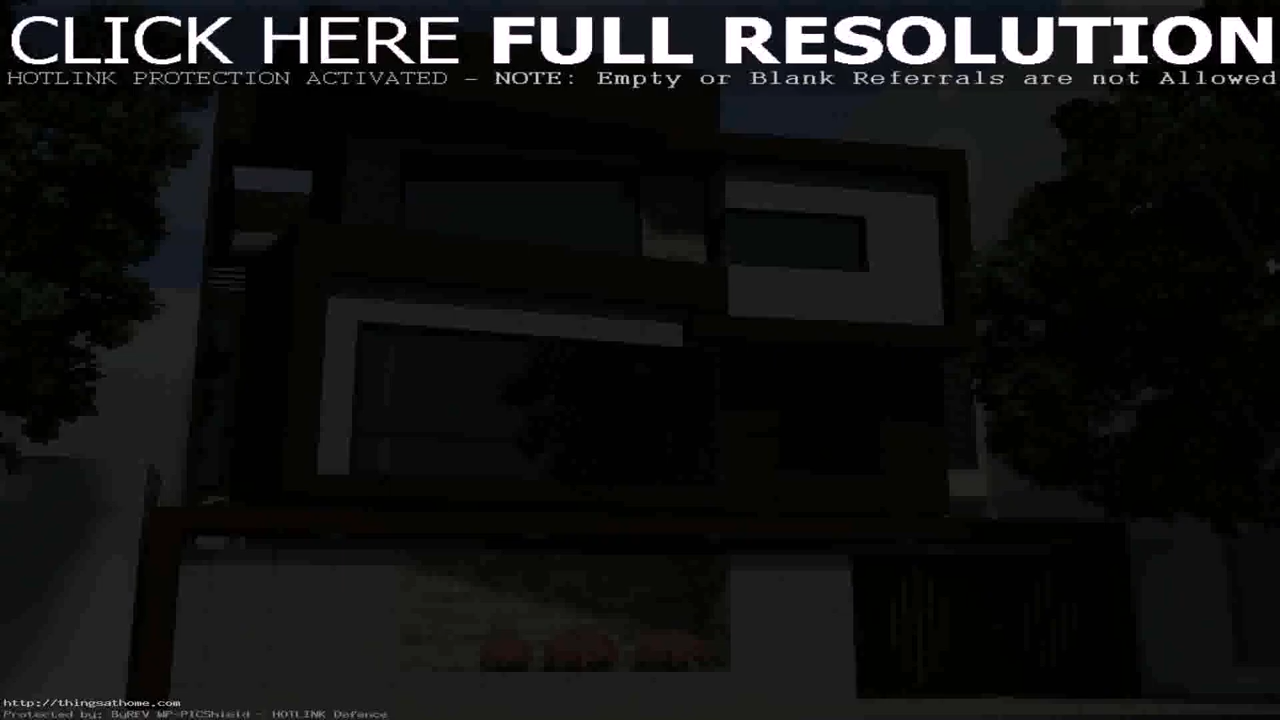 CLICK HERE FULL RESOLUTION
HOTLINK PROTECTION ACTIVATED - NOTE: Empty or Blank Referrals are not Allowed
http://thingsathome.com
Protected by: ByREV WP-PICShield - HOTLINK Defence